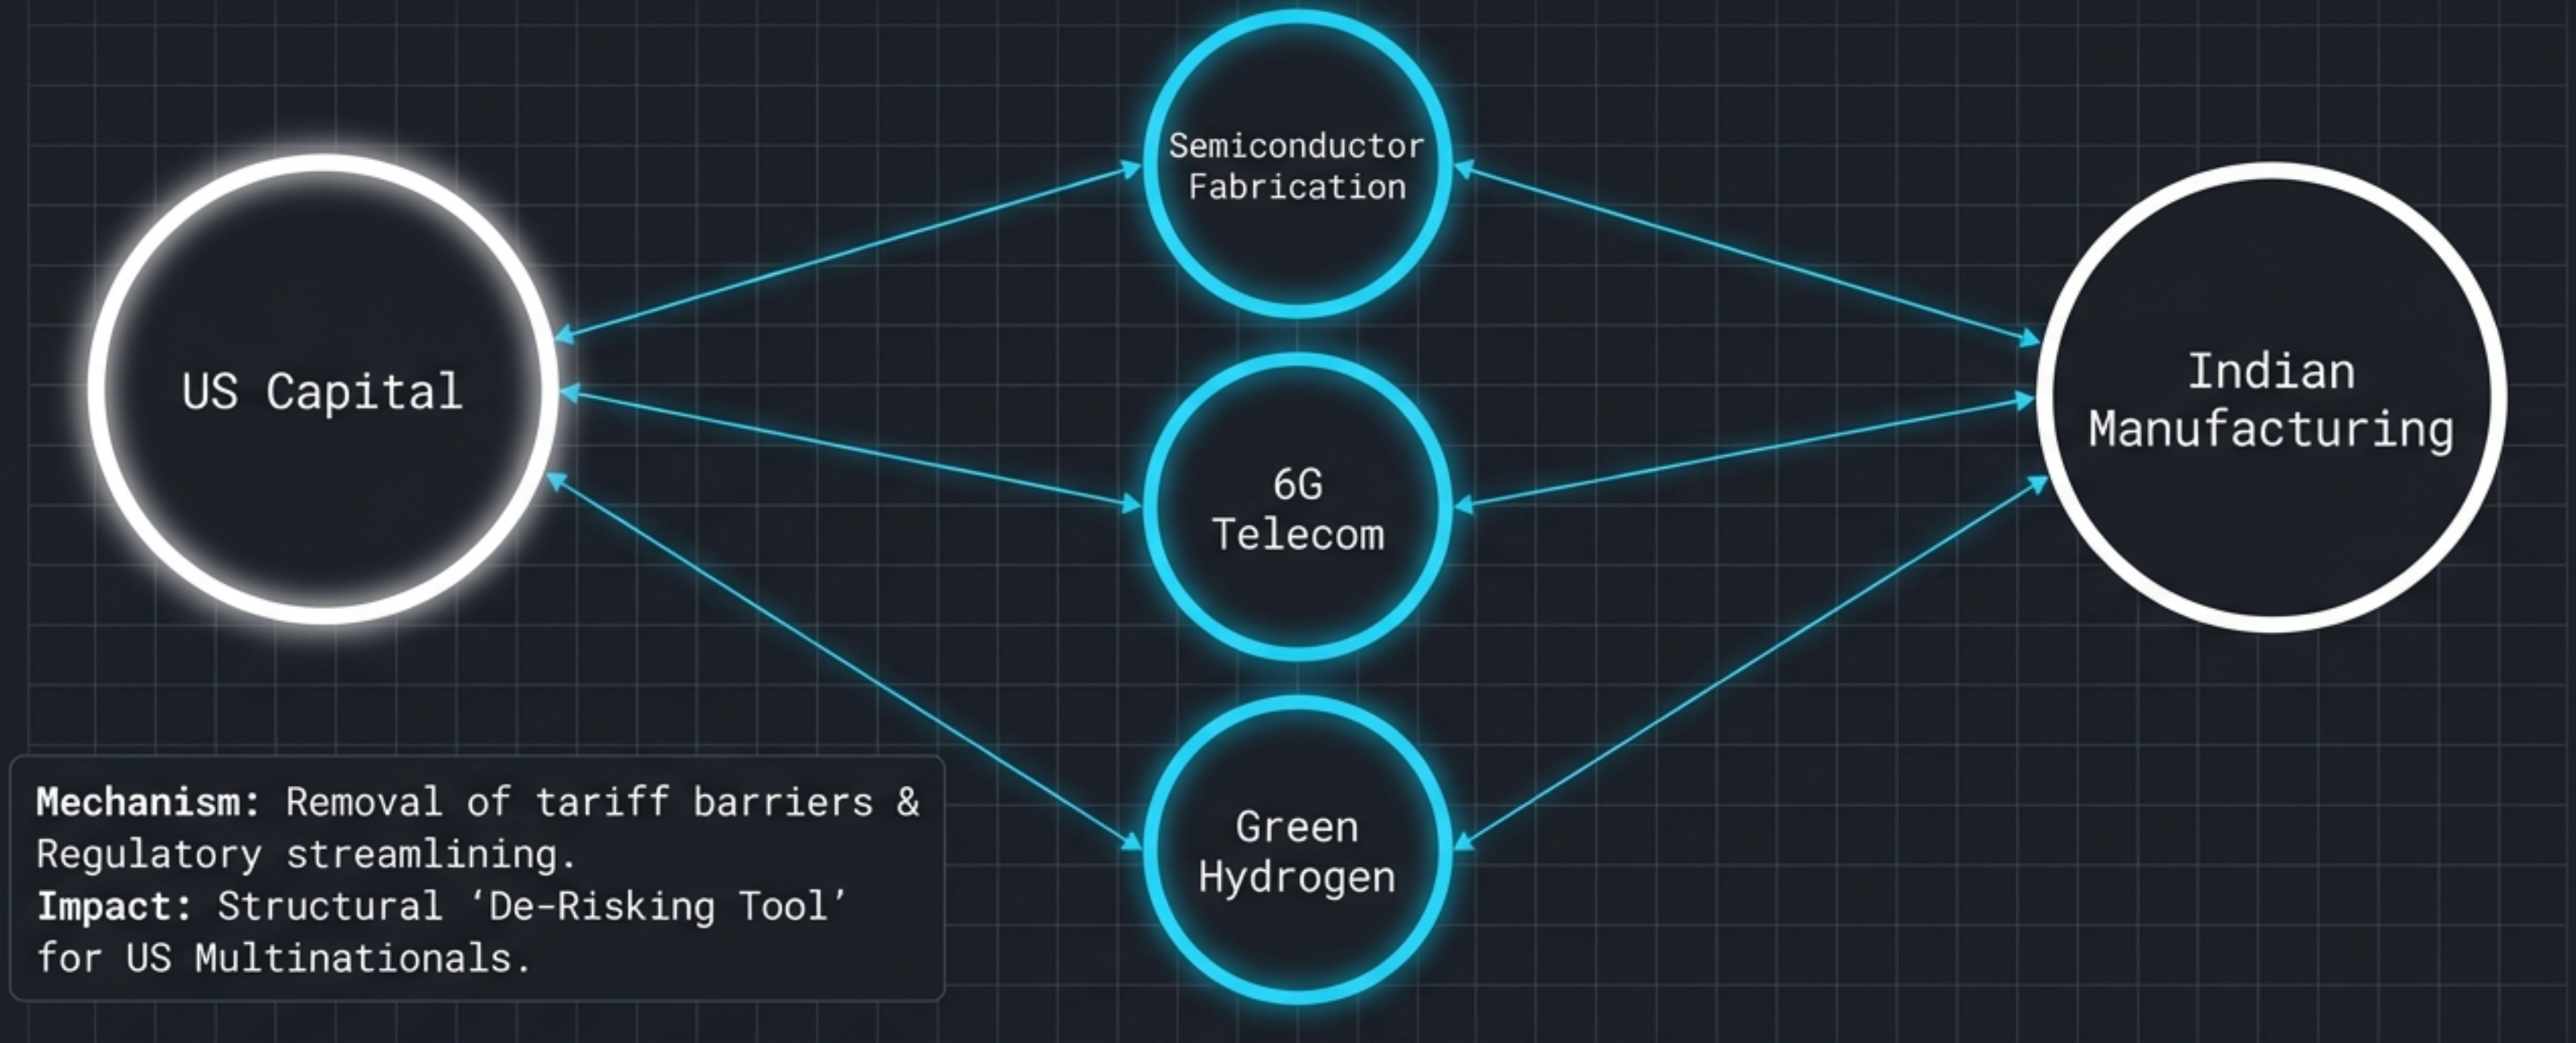 Semiconductor
Fabrication
US Capital
Indian
Manufacturing
6G
Telecom
Green
Hydrogen
Mechanism: Removal of tariff barriers &
Regulatory streamlining.
Impact: Structural ‘De-Risking Tool’
for US Multinationals.